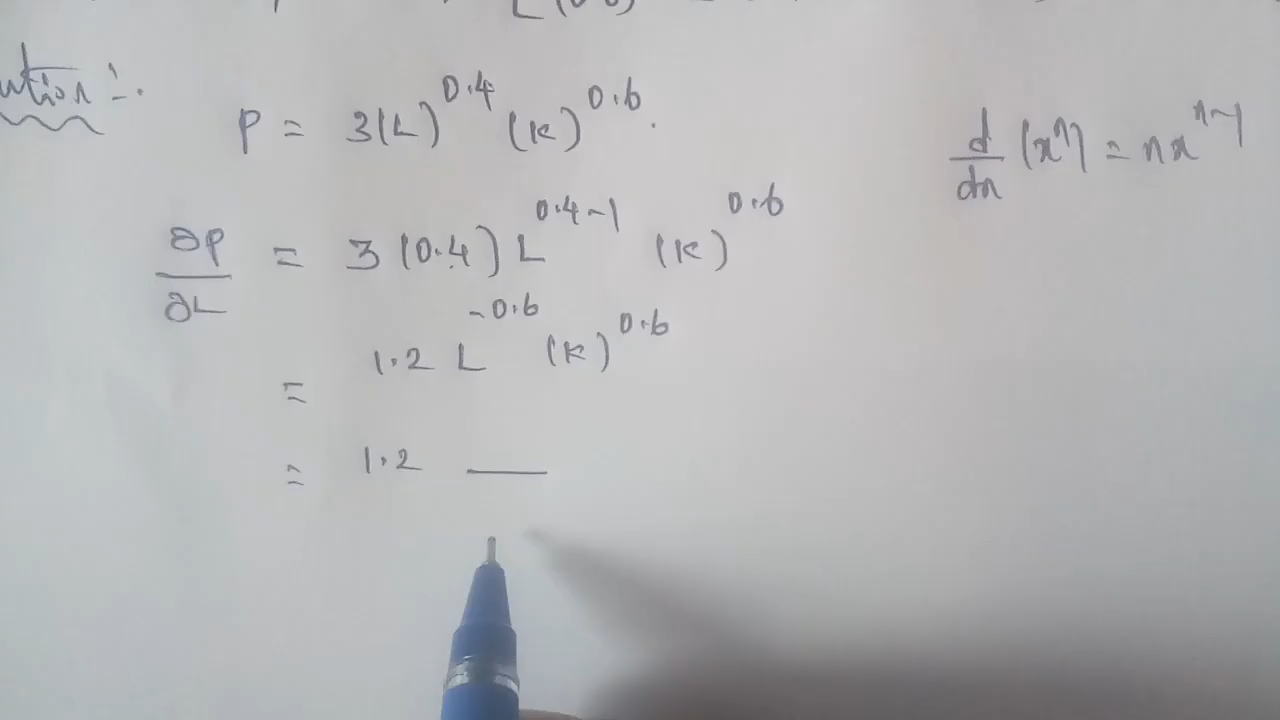 ution :-
P = 3(L)^0.4 (K)^0.6.
d/dx (x^n) = nx^n-1
∂P/∂L = 3(0.4) L^0.4-1 (K)^0.6
= 1.2 L^-0.6 (K)^0.6
= 1.2 ___